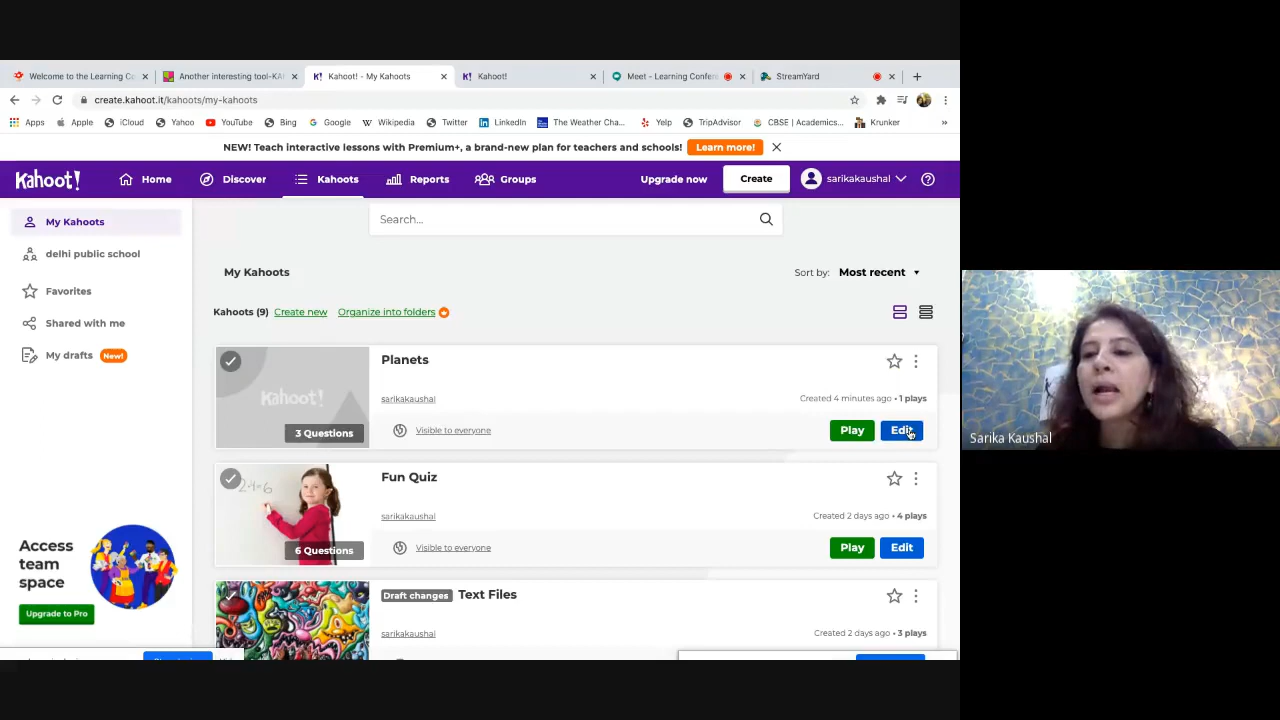 Welcome to the Learning Co
Another interesting tool-KA
K! Kahoot! - My Kahoots
K! Kahoot!
Meet - Learning Confere
StreamYard
create.kahoot.it/kahoots/my-kahoots
Apps
Apple
iCloud
Yahoo
YouTube
Bing
Google
Wikipedia
Twitter
LinkedIn
The Weather Cha...
Yelp
TripAdvisor
CBSE | Academics...
Krunker
»
NEW! Teach interactive lessons with Premium+, a brand-new plan for teachers and schools!
Learn more!
Kahoot!
Home
Discover
Kahoots
Reports
Groups
Upgrade now
Create
sarikakaushal
My Kahoots
delhi public school
Favorites
Shared with me
My drafts
New!
Access
team
space
Upgrade to Pro
Search...
My Kahoots
Sort by: Most recent
Kahoots (9) Create new Organize into folders
Kahoot!
3 Questions
Planets
sarikakaushal
Created 4 minutes ago • 1 plays
Visible to everyone
Play
Edit
2·4=6
6 Questions
Fun Quiz
sarikakaushal
Created 2 days ago • 4 plays
Visible to everyone
Play
Edit
Draft changes Text Files
sarikakaushal
Created 2 days ago • 3 plays
Sarika Kaushal